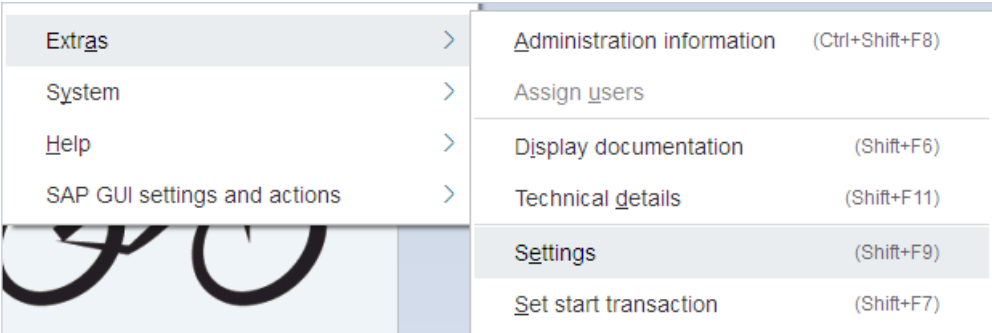 Extras
System
Help
SAP GUI settings and actions
Administration information (Ctrl+Shift+F8)
Assign users
Display documentation (Shift+F6)
Technical details (Shift+F11)
Settings (Shift+F9)
Set start transaction (Shift+F7)